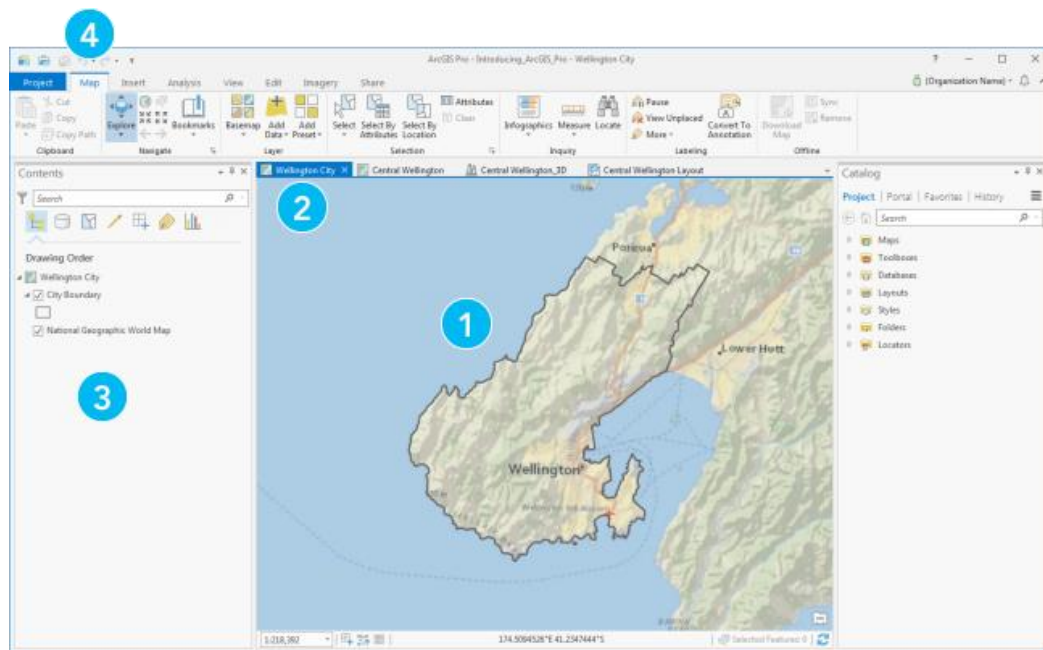 4
ArcGIS Pro - Introducing_ArcGIS_Pro - Wellington City
? – □ ×
Project Map Insert Analysis View Edit Imagery Share
(Organization Name)
Cut
Copy
Copy Path
Paste
Explore
Bookmarks
Basemap
Add Data
Add Preset
Select
Select By Attributes
Select By Location
Attributes
Clear
Infographics
Measure
Locate
Pause
View Unplaced
More
Convert To Annotation
Download Map
Sync
Remove
Clipboard Navigate Layer Selection Inquiry Labeling Offline
Contents
Search
Drawing Order
Wellington City
City Boundary
National Geographic World Map
3
Wellington City × Central Wellington Central Wellington_3D Central Wellington Layout
2
Porirua
1
Lower Hutt
Wellington
1:218,392
174.5094526°E 41.2347444°S
Selected Features: 0
Catalog
Project | Portal | Favorites | History
Search
Maps
Toolboxes
Databases
Layouts
Styles
Folders
Locators